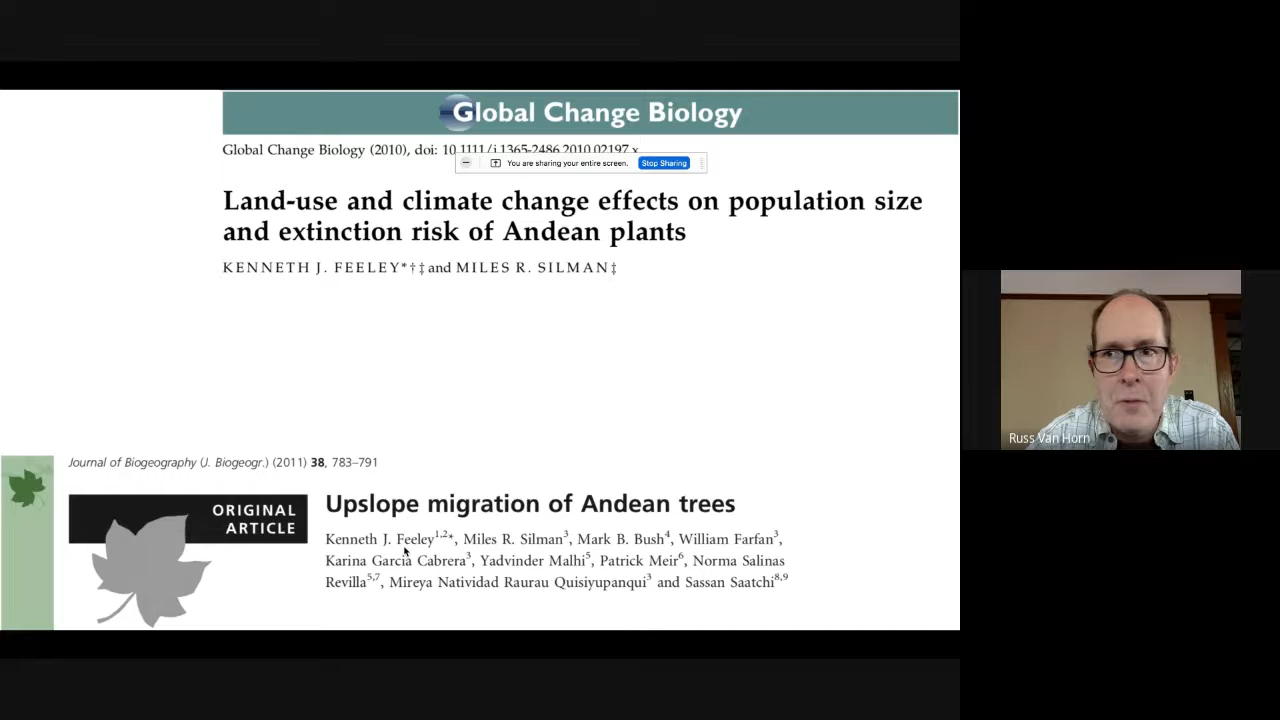 Global Change Biology
Global Change Biology (2010), doi: 10.1111/j.1365-2486.2010.02197.x
You are sharing your entire screen. Stop Sharing
Land-use and climate change effects on population size
and extinction risk of Andean plants
KENNETH J. FEELEY*†‡ and MILES R. SILMAN‡
Russ Van Horn
Journal of Biogeography (J. Biogeogr.) (2011) 38, 783–791
ORIGINAL
ARTICLE
Upslope migration of Andean trees
Kenneth J. Feeley1,2*, Miles R. Silman3, Mark B. Bush4, William Farfan3,
Karina Garcia Cabrera3, Yadvinder Malhi5, Patrick Meir6, Norma Salinas
Revilla5,7, Mireya Natividad Raurau Quisiyupanqui3 and Sassan Saatchi8,9